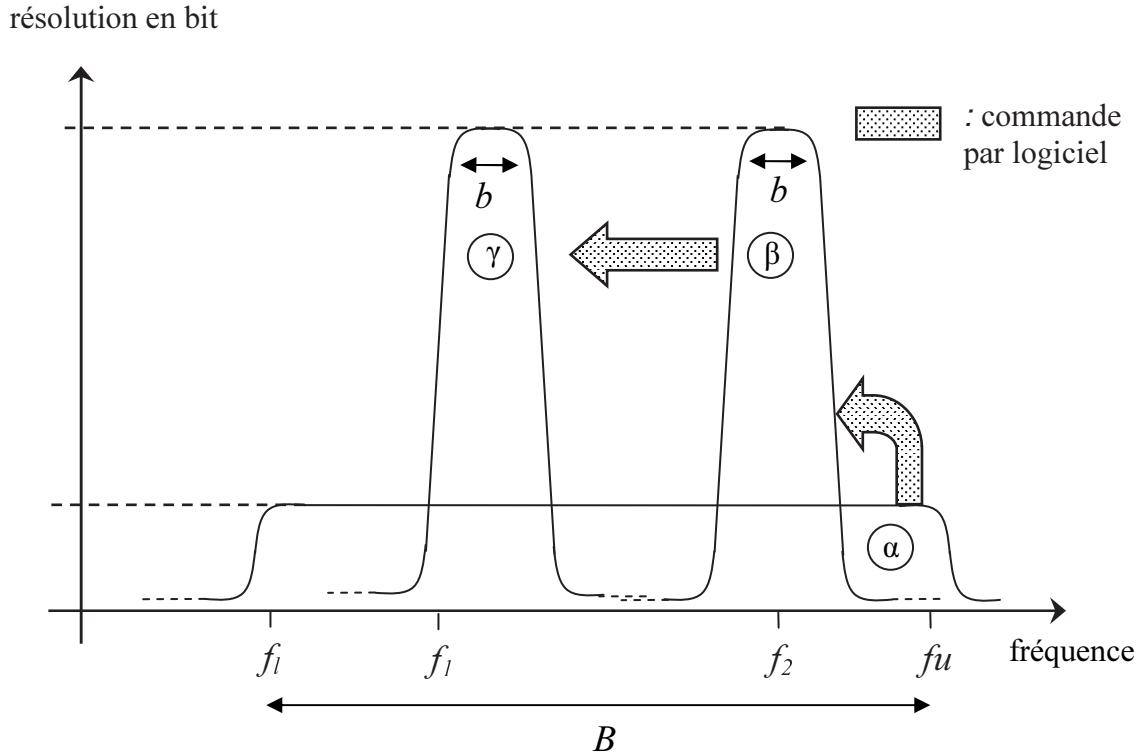 résolution en bit
: commande
par logiciel
b
b
γ
β
α
fl
f1
f2
fu
fréquence
B